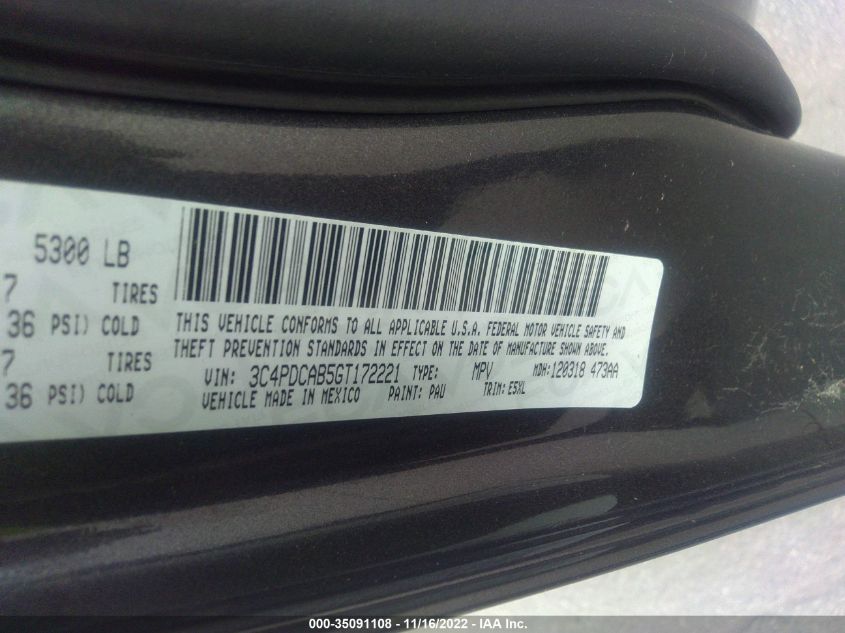 5300 LB
7 TIRES
36 PSI) COLD
7 TIRES
36 PSI) COLD
THIS VEHICLE CONFORMS TO ALL APPLICABLE U.S.A. FEDERAL MOTOR VEHICLE SAFETY AND
THEFT PREVENTION STANDARDS IN EFFECT ON THE DATE OF MANUFACTURE SHOWN ABOVE.
VIN: 3C4PDCAB5GT172221 TYPE: MPV MDH:120318 473AA
VEHICLE MADE IN MEXICO PAINT: PAU TRIM: E5XL
000-35091108 - 11/16/2022 - IAA Inc.